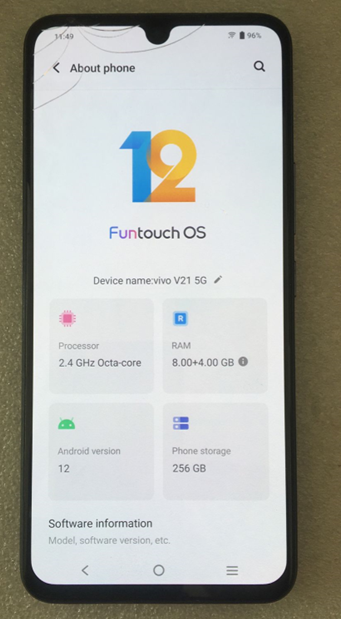 11:49 96%
About phone
12
Funtouch OS
Device name:vivo V21 5G
Processor
2.4 GHz Octa-core
RAM
8.00+4.00 GB
Android version
12
Phone storage
256 GB
Software information
Model, software version, etc.